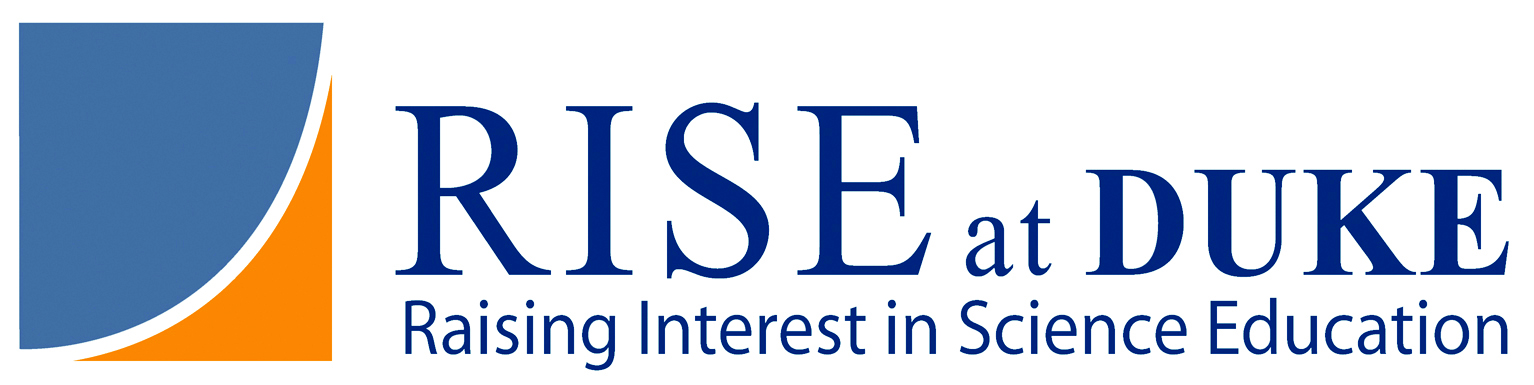 RISE at DUKE
Raising Interest in Science Education